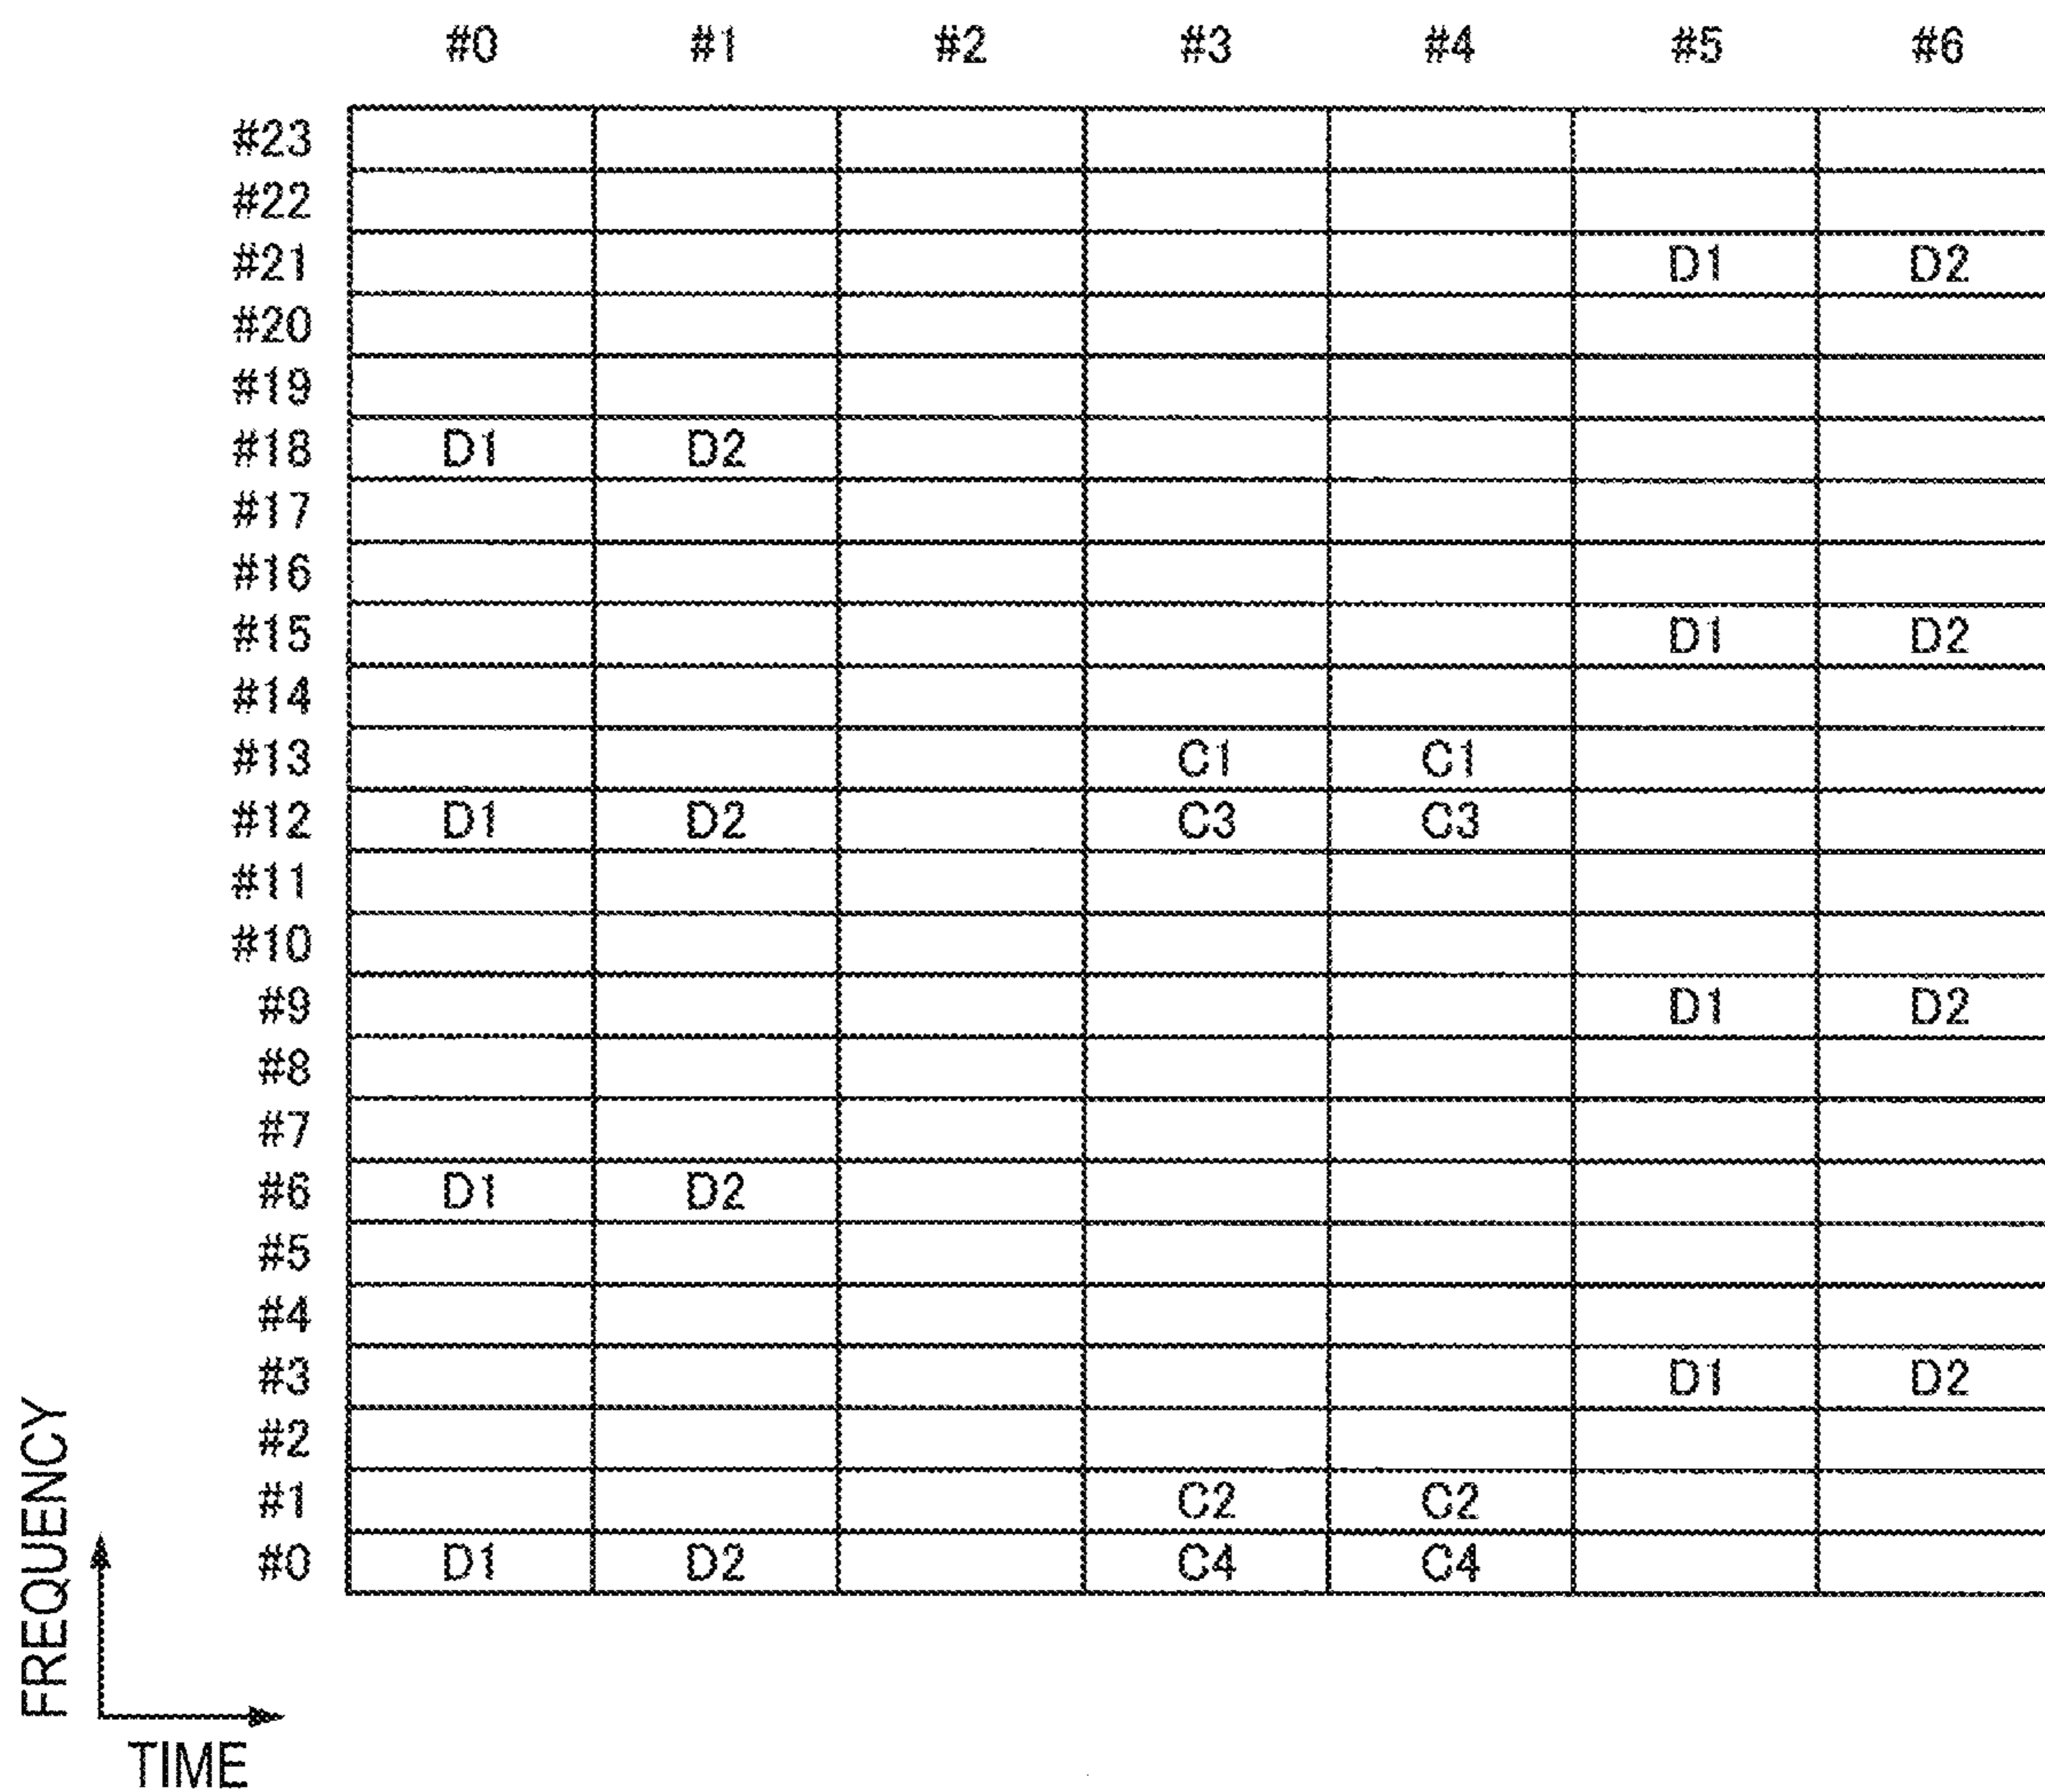 #0 #1 #2 #3 #4 #5 #6
#23
#22
#21 D1 D2
#20
#19
#18 D1 D2
#17
#16
#15 D1 D2
#14
#13 C1 C1
#12 D1 D2 C3 C3
#11
#10
#9 D1 D2
#8
#7
#6 D1 D2
#5
#4
#3 D1 D2
#2
#1 C2 C2
#0 D1 D2 C4 C4
FREQUENCY
TIME